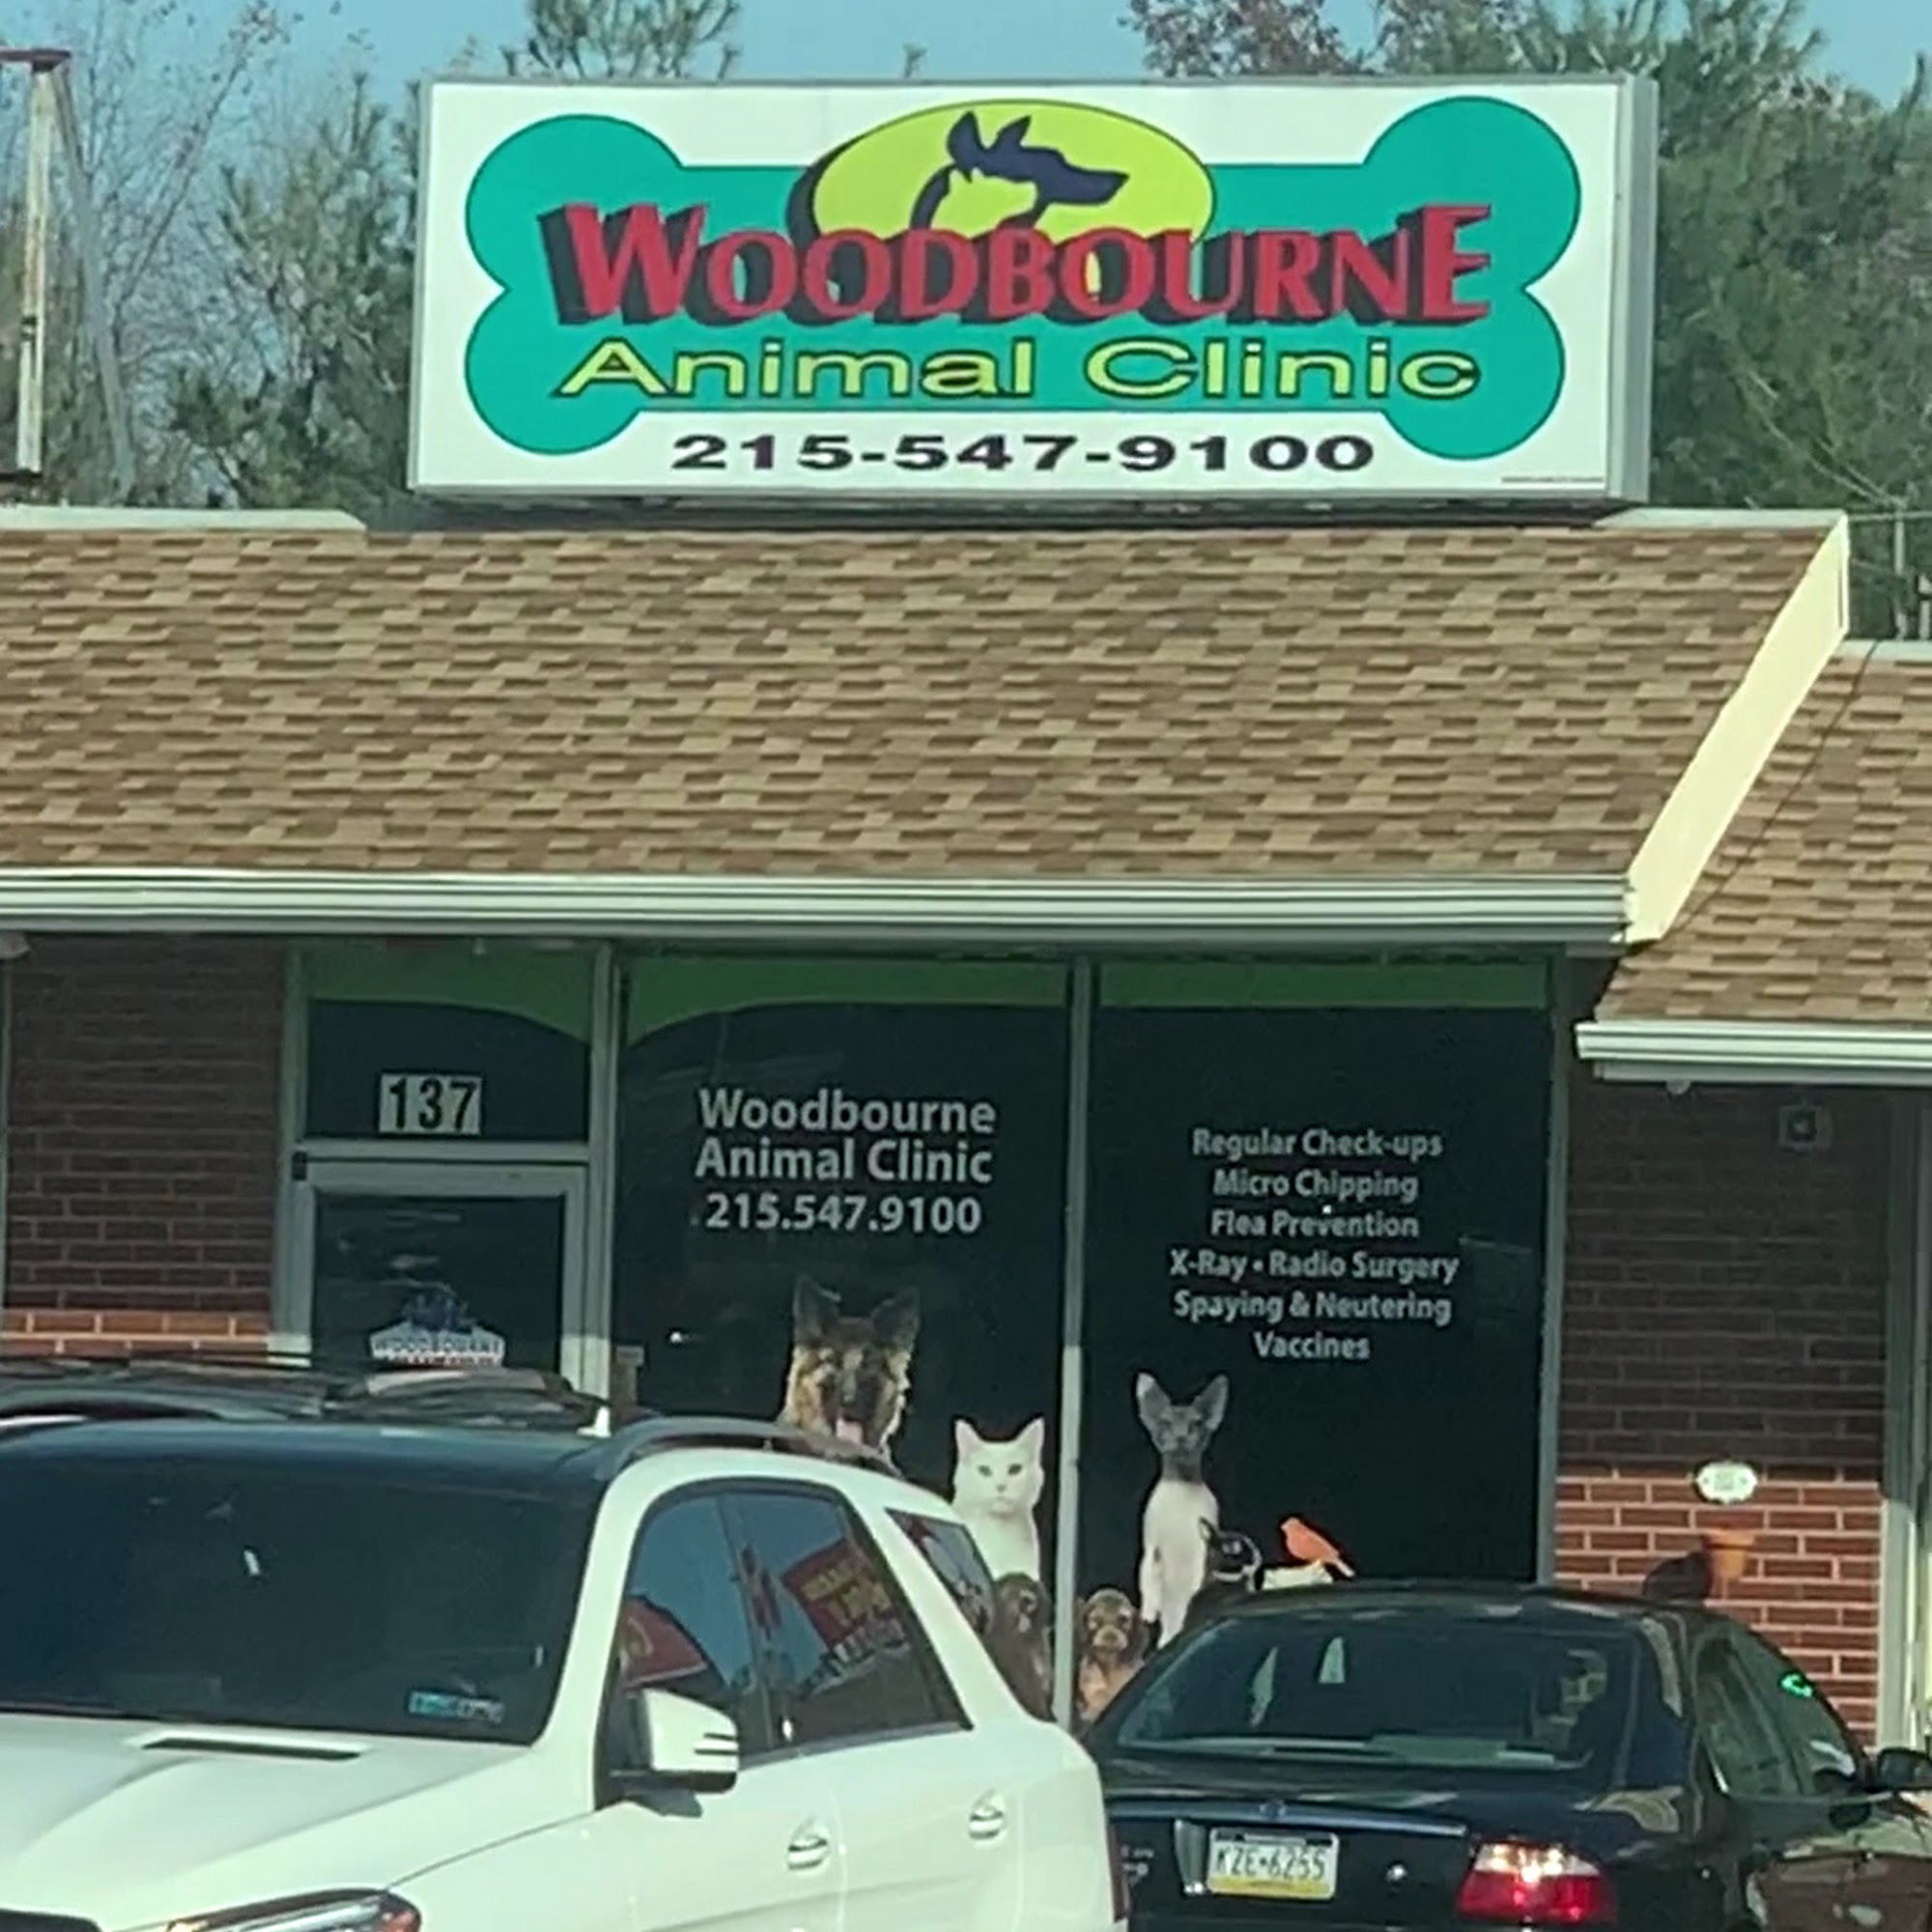 WOODBOURNE
Animal Clinic
215-547-9100
137
Woodbourne
Animal Clinic
215.547.9100
Regular Check-ups
Micro Chipping
Flea Prevention
X-Ray • Radio Surgery
Spaying & Neutering
Vaccines
WOODBOURNE
KZE•6255